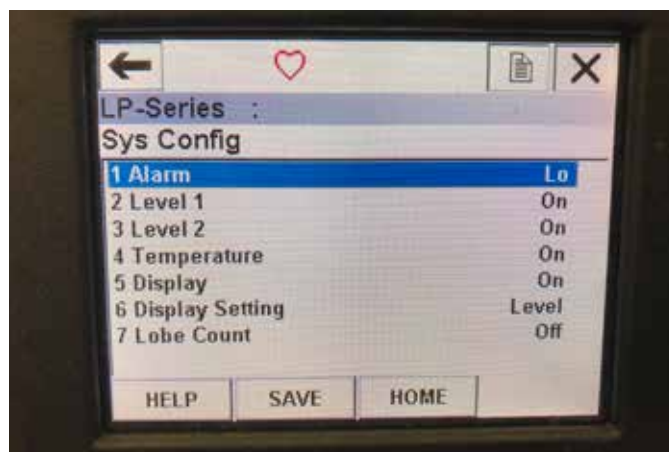 LP-Series :
Sys Config
1 Alarm Lo
2 Level 1 On
3 Level 2 On
4 Temperature On
5 Display On
6 Display Setting Level
7 Lobe Count Off
HELP SAVE HOME